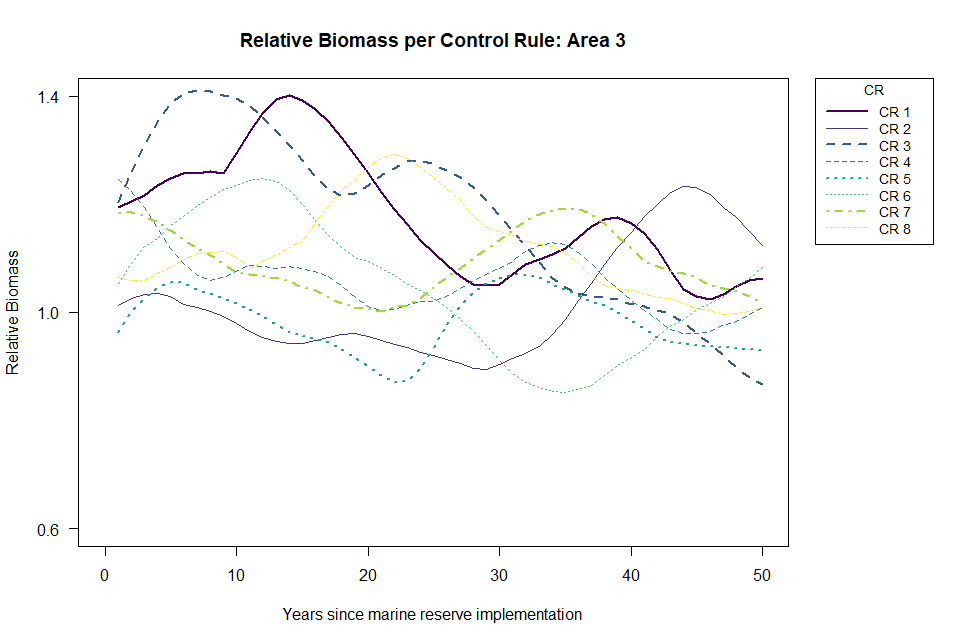 Relative Biomass per Control Rule: Area 3
CR
CR 1
CR 2
CR 3
CR 4
CR 5
CR 6
CR 7
CR 8
Relative Biomass
1.4
1.0
0.6
0
10
20
30
40
50
Years since marine reserve implementation